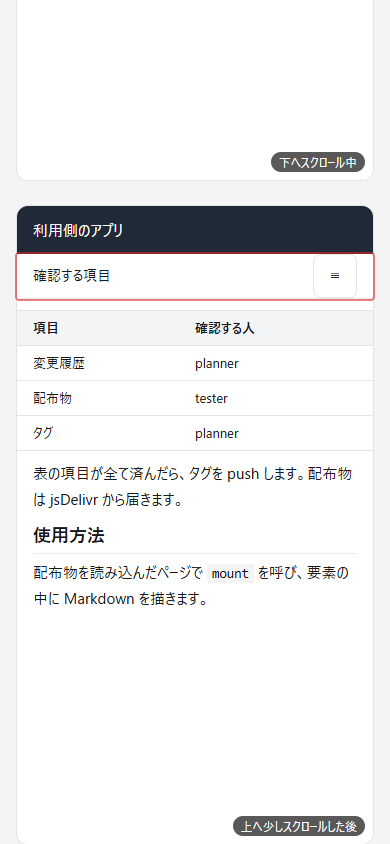 下へスクロール中
利用側のアプリ
確認する項目
≡
項目 確認する人
変更履歴 planner
配布物 tester
タグ planner
表の項目が全て済んだら、タグを push します。配布物
は jsDelivr から届きます。
使用方法
配布物を読み込んだページで mount を呼び、要素の
中に Markdown を描きます。
上へ少しスクロールした後